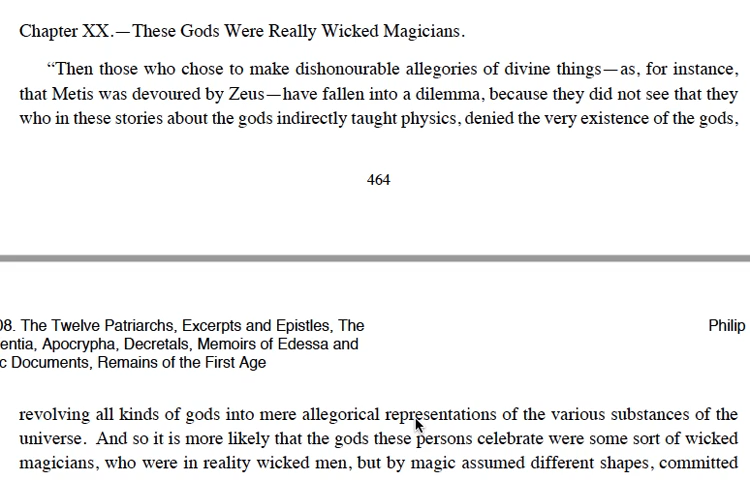 Chapter XX.—These Gods Were Really Wicked Magicians.
“Then those who chose to make dishonourable allegories of divine things—as, for instance,
that Metis was devoured by Zeus—have fallen into a dilemma, because they did not see that they
who in these stories about the gods indirectly taught physics, denied the very existence of the gods,
464
08. The Twelve Patriarchs, Excerpts and Epistles, The
Philip
entia, Apocrypha, Decretals, Memoirs of Edessa and
c Documents, Remains of the First Age
revolving all kinds of gods into mere allegorical representations of the various substances of the
universe. And so it is more likely that the gods these persons celebrate were some sort of wicked
magicians, who were in reality wicked men, but by magic assumed different shapes, committed